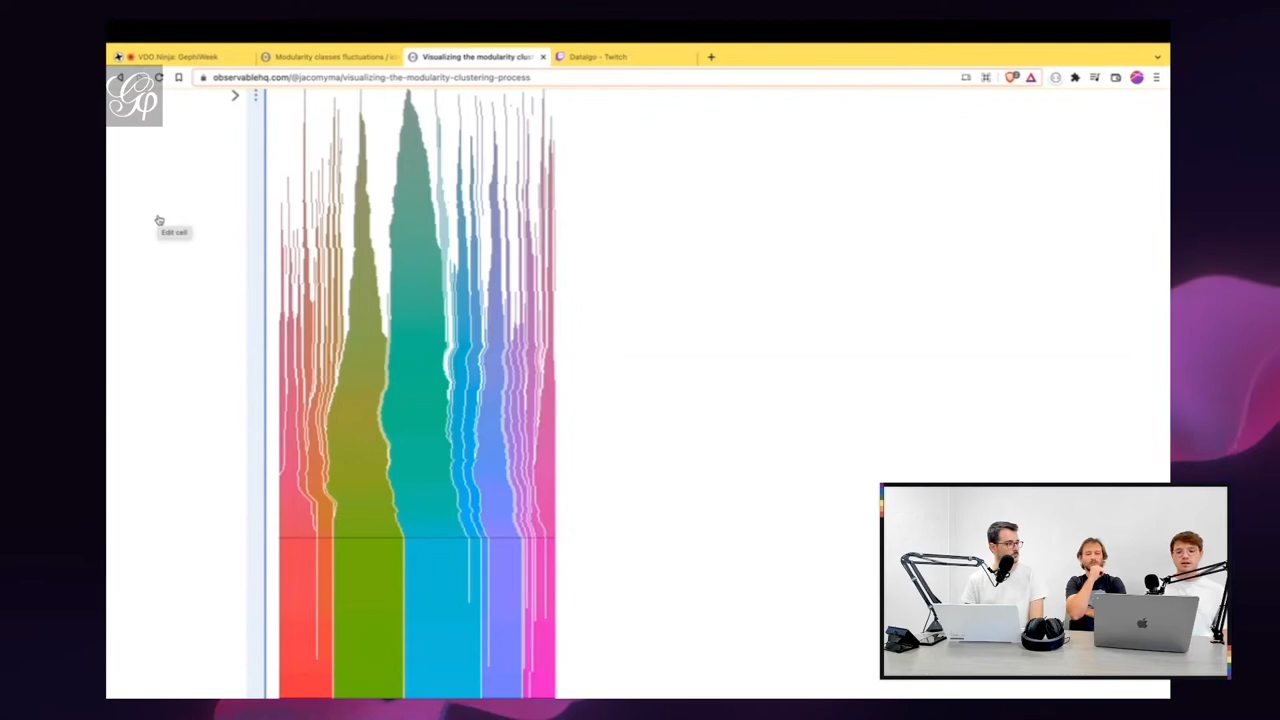 VDO.Ninja: GephiWeek
Modularity classes fluctuations /
Visualizing the modularity clus
Datalgo - Twitch
observablehq.com/@jacomyma/visualizing-the-modularity-clustering-process
Edit cell